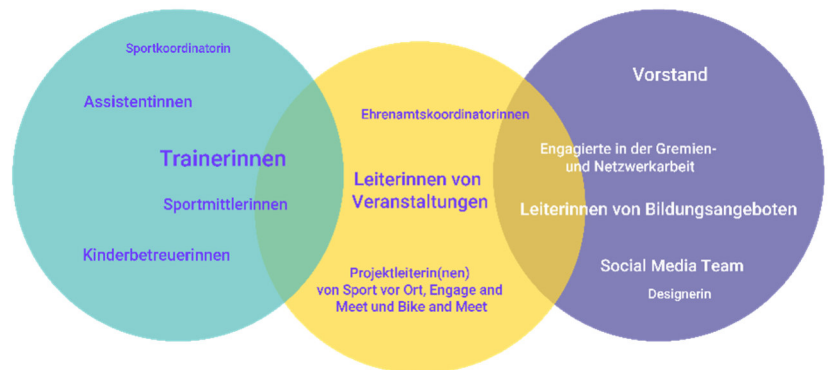 Sportkoordinatorin
Assistentinnen
Trainerinnen
Sportmittlerinnen
Kinderbetreuerinnen
Ehrenamtskoordinatorinnen
Leiterinnen von
Veranstaltungen
Projektleiterin(nen)
von Sport vor Ort, Engage and
Meet und Bike and Meet
Vorstand
Engagierte in der Gremien-
und Netzwerkarbeit
Leiterinnen von Bildungsangeboten
Social Media Team
Designerin